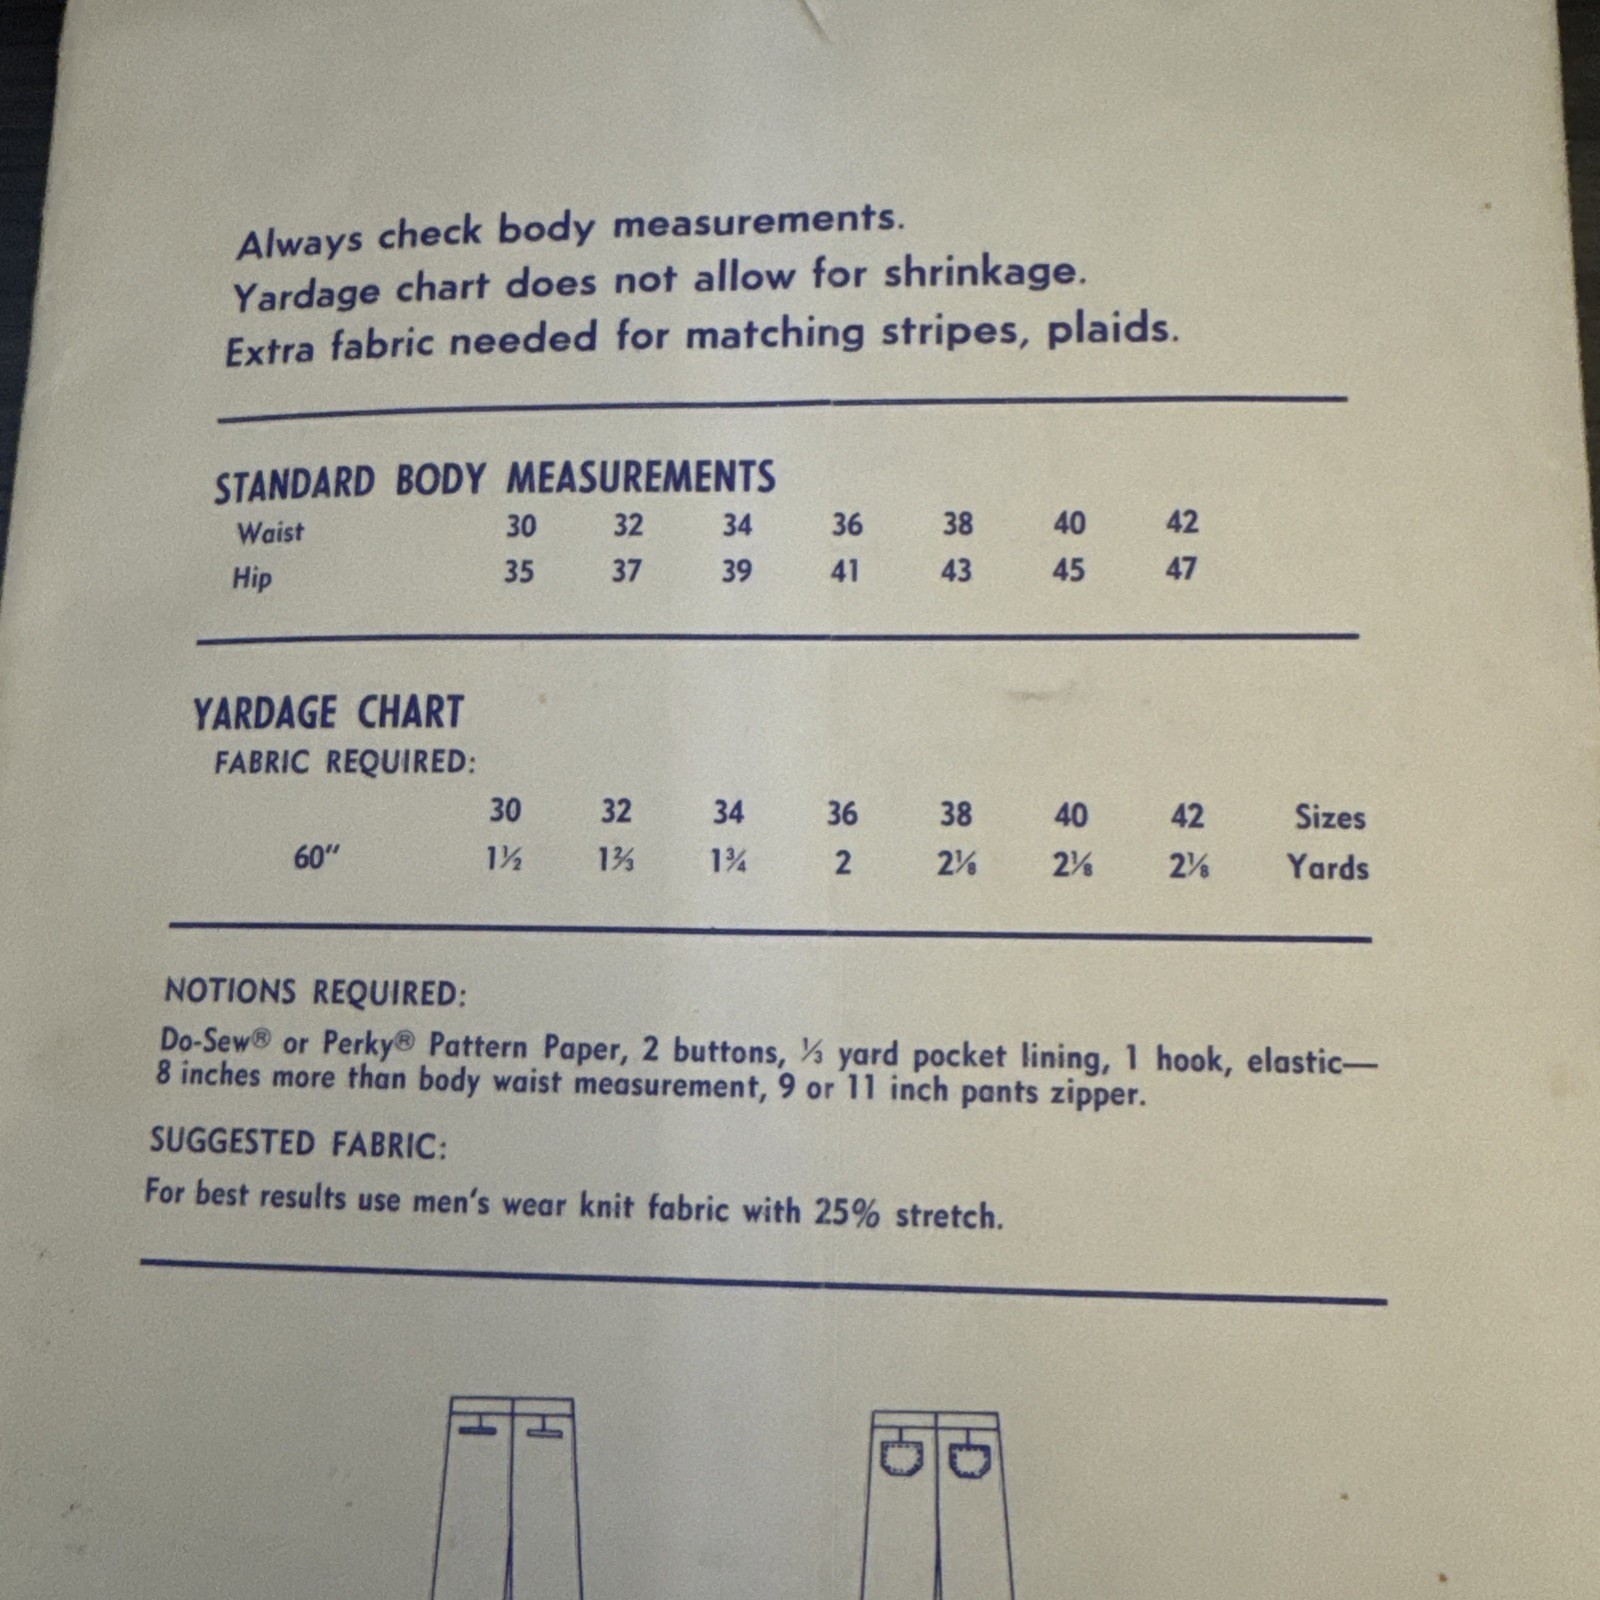 Always check body measurements.
Yardage chart does not allow for shrinkage.
Extra fabric needed for matching stripes, plaids.
STANDARD BODY MEASUREMENTS
Waist 30 32 34 36 38 40 42
Hip 35 37 39 41 43 45 47
YARDAGE CHART
FABRIC REQUIRED:
30 32 34 36 38 40 42 Sizes
60" 1½ 1⅔ 1¾ 2 2⅛ 2⅛ 2⅛ Yards
NOTIONS REQUIRED:
Do-Sew® or Perky® Pattern Paper, 2 buttons, ⅓ yard pocket lining, 1 hook, elastic—
8 inches more than body waist measurement, 9 or 11 inch pants zipper.
SUGGESTED FABRIC:
For best results use men's wear knit fabric with 25% stretch.